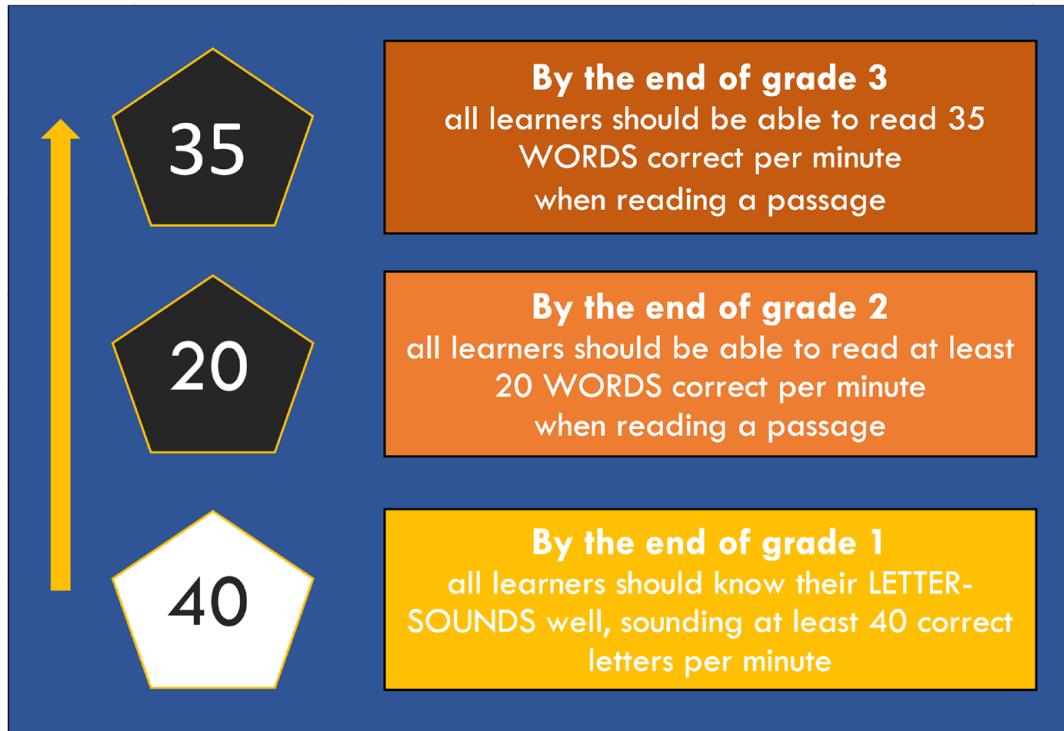 35
By the end of grade 3
all learners should be able to read 35
WORDS correct per minute
when reading a passage
20
By the end of grade 2
all learners should be able to read at least
20 WORDS correct per minute
when reading a passage
40
By the end of grade 1
all learners should know their LETTER-
SOUNDS well, sounding at least 40 correct
letters per minute